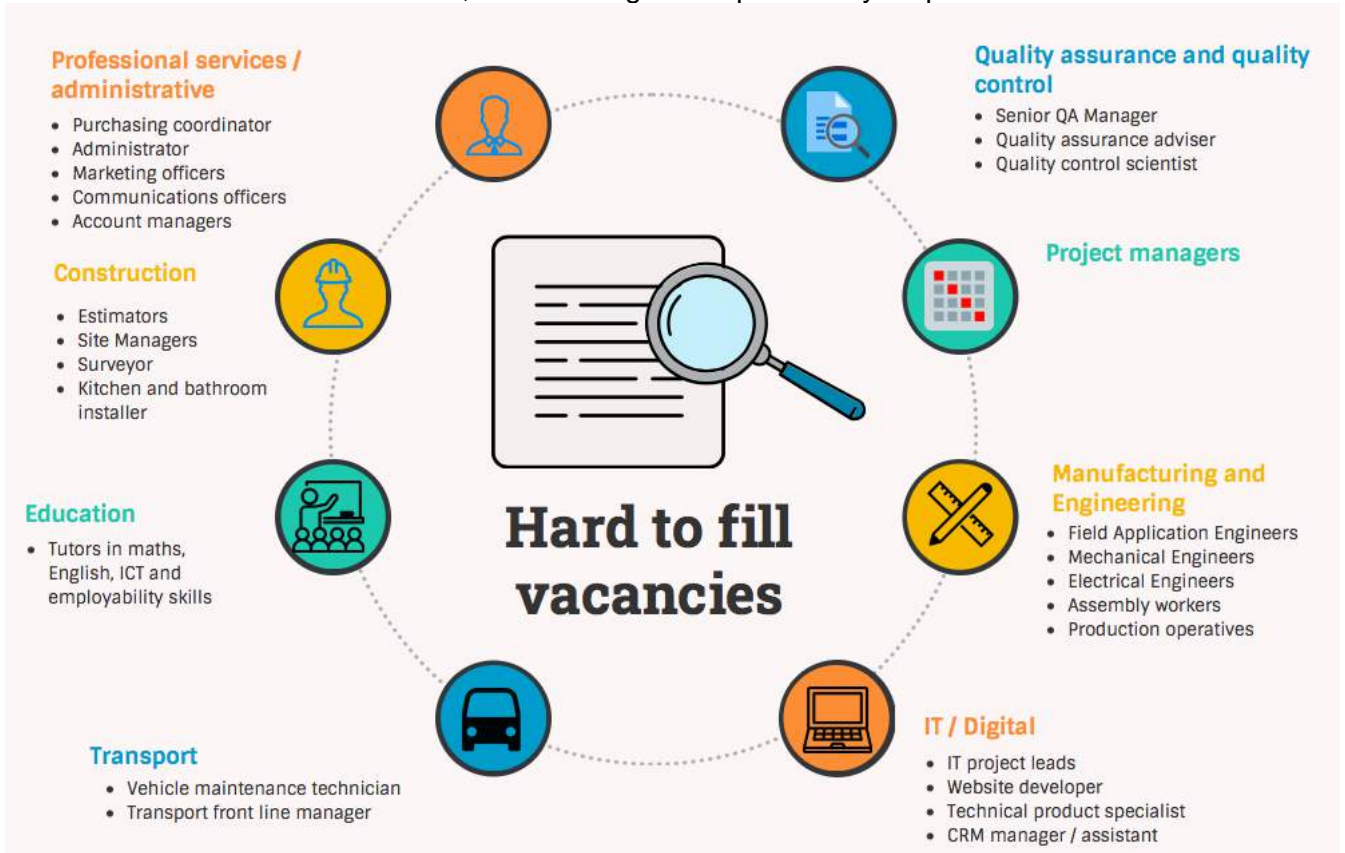 Professional services /
administrative
• Purchasing coordinator
• Administrator
• Marketing officers
• Communications officers
• Account managers
Construction
• Estimators
• Site Managers
• Surveyor
• Kitchen and bathroom
installer
Education
• Tutors in maths,
English, ICT and
employability skills
Transport
• Vehicle maintenance technician
• Transport front line manager
Hard to fill
vacancies
Quality assurance and quality
control
• Senior QA Manager
• Quality assurance adviser
• Quality control scientist
Project managers
Manufacturing and
Engineering
• Field Application Engineers
• Mechanical Engineers
• Electrical Engineers
• Assembly workers
• Production operatives
IT / Digital
• IT project leads
• Website developer
• Technical product specialist
• CRM manager / assistant